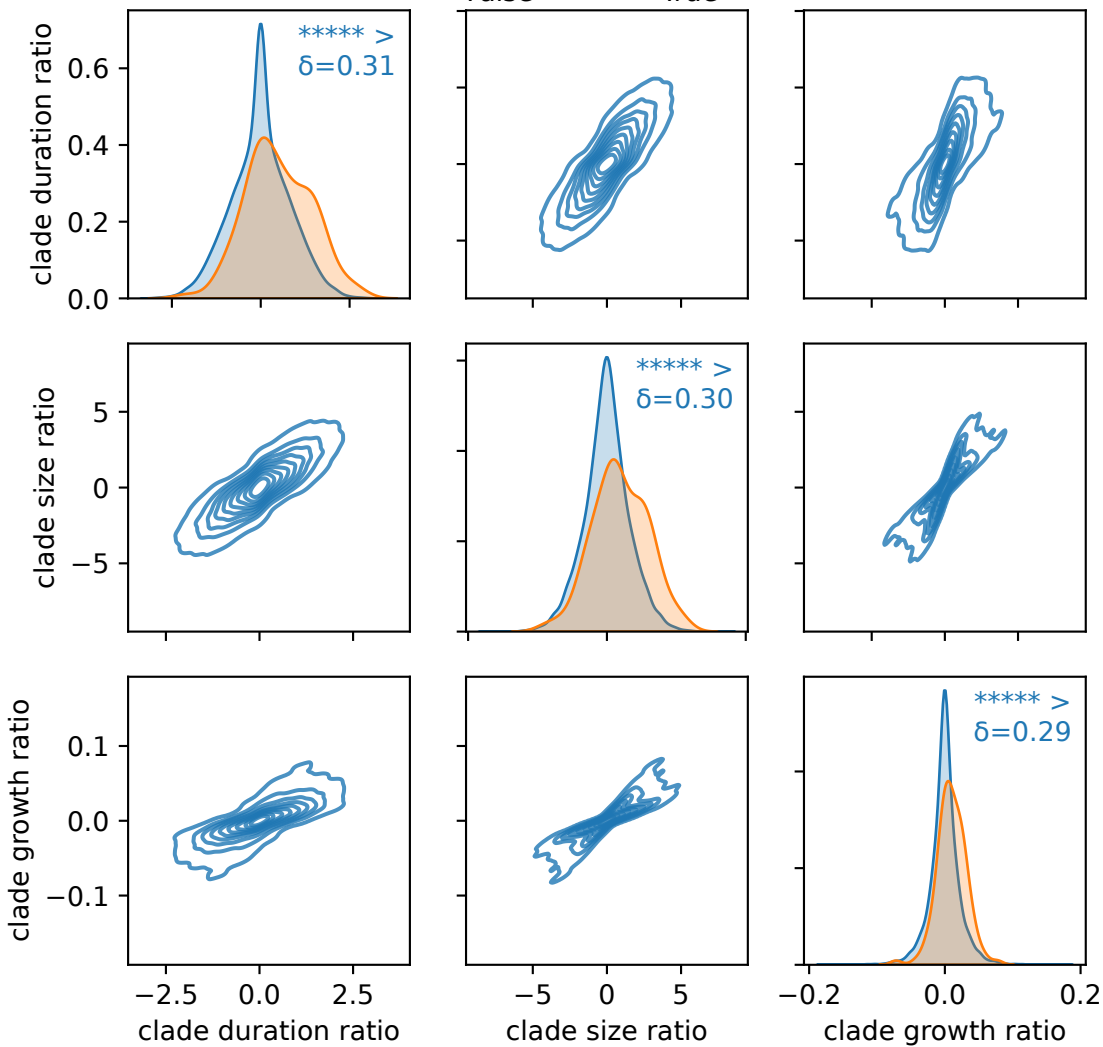 ***** >
δ=0.31
0.6
0.4
0.2
0.0
clade duration ratio
***** >
δ=0.30
5
0
−5
clade size ratio
***** >
δ=0.29
0.1
0.0
−0.1
clade growth ratio
−2.5 0.0 2.5
−5 0 5
−0.2 0.0 0.2
clade duration ratio
clade size ratio
clade growth ratio